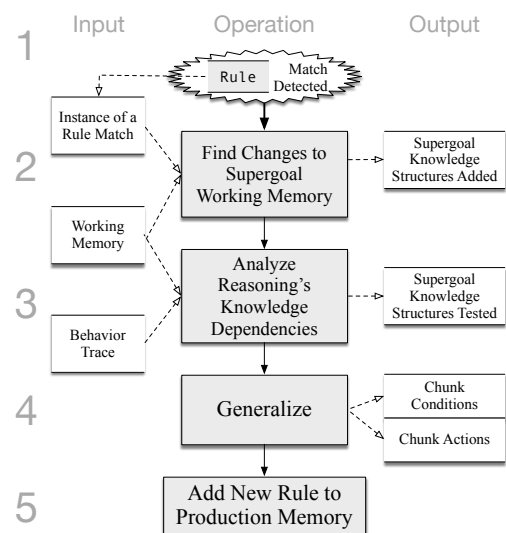 Input
Operation
Output
1
Rule
Match
Detected
Instance of a
Rule Match
2
Find Changes to
Supergoal
Working Memory
Supergoal
Knowledge
Structures Added
Working
Memory
3
Analyze
Reasoning’s
Knowledge
Dependencies
Supergoal
Knowledge
Structures Tested
Behavior
Trace
4
Generalize
Chunk
Conditions
Chunk Actions
5
Add New Rule to
Production Memory